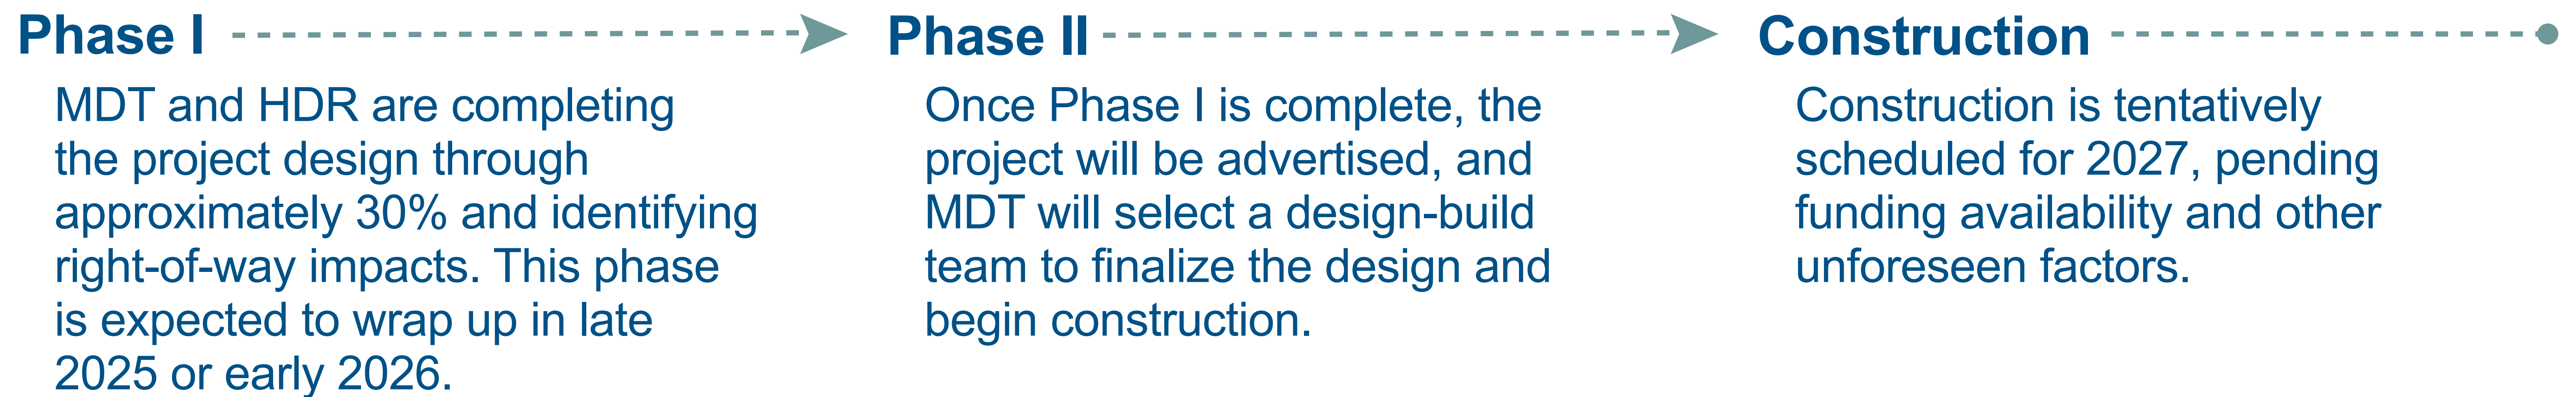 Phase I
MDT and HDR are completing
the project design through
approximately 30% and identifying
right-of-way impacts. This phase
is expected to wrap up in late
2025 or early 2026.
Phase II
Once Phase I is complete, the
project will be advertised, and
MDT will select a design-build
team to finalize the design and
begin construction.
Construction
Construction is tentatively
scheduled for 2027, pending
funding availability and other
unforeseen factors.